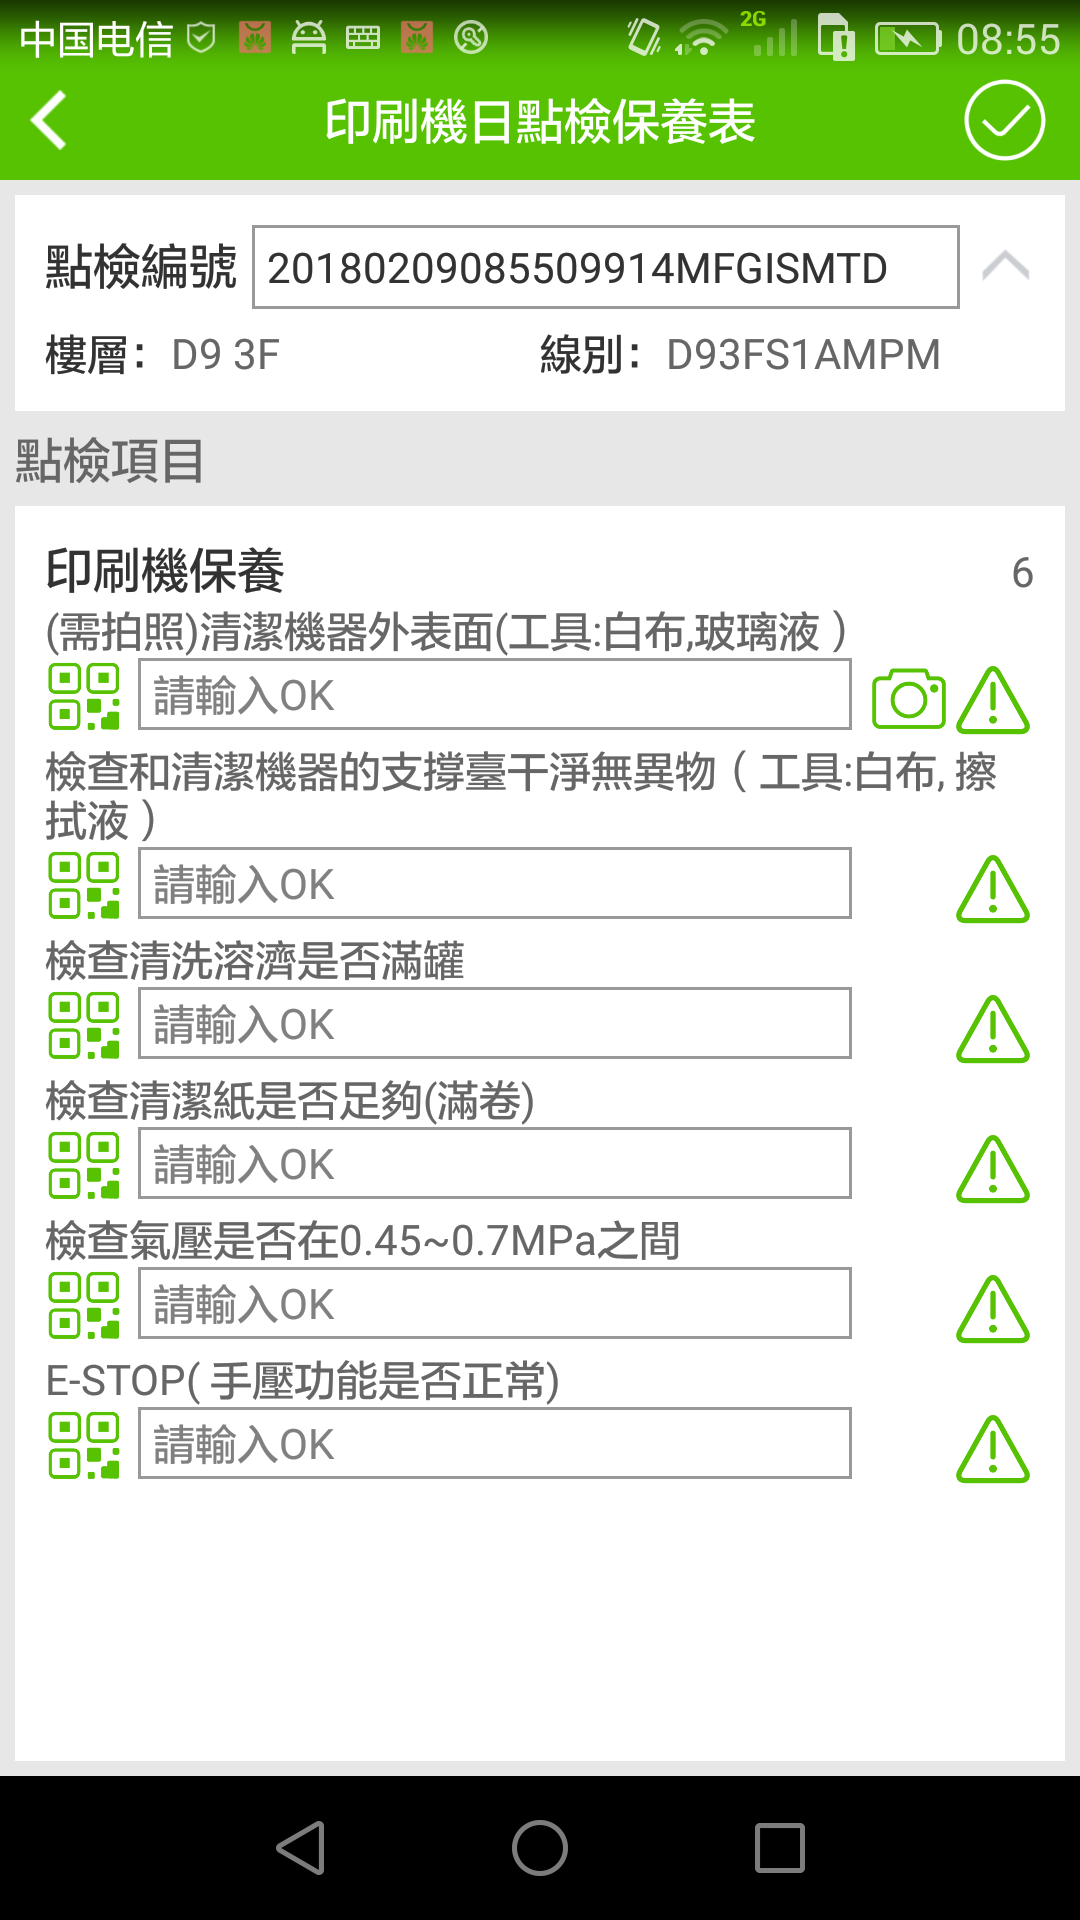 中国电信 2G 08:55
印刷機日點檢保養表
點檢編號 20180209085509914MFGISMTD
樓層：D9 3F 線別：D93FS1AMPM
點檢項目
印刷機保養 6
(需拍照)清潔機器外表面(工具:白布,玻璃液）
請輸入OK
檢查和清潔機器的支撐臺干淨無異物（工具:白布, 擦
拭液）
請輸入OK
檢查清洗溶濟是否滿罐
請輸入OK
檢查清潔紙是否足夠(滿卷)
請輸入OK
檢查氣壓是否在0.45~0.7MPa之間
請輸入OK
E-STOP( 手壓功能是否正常)
請輸入OK